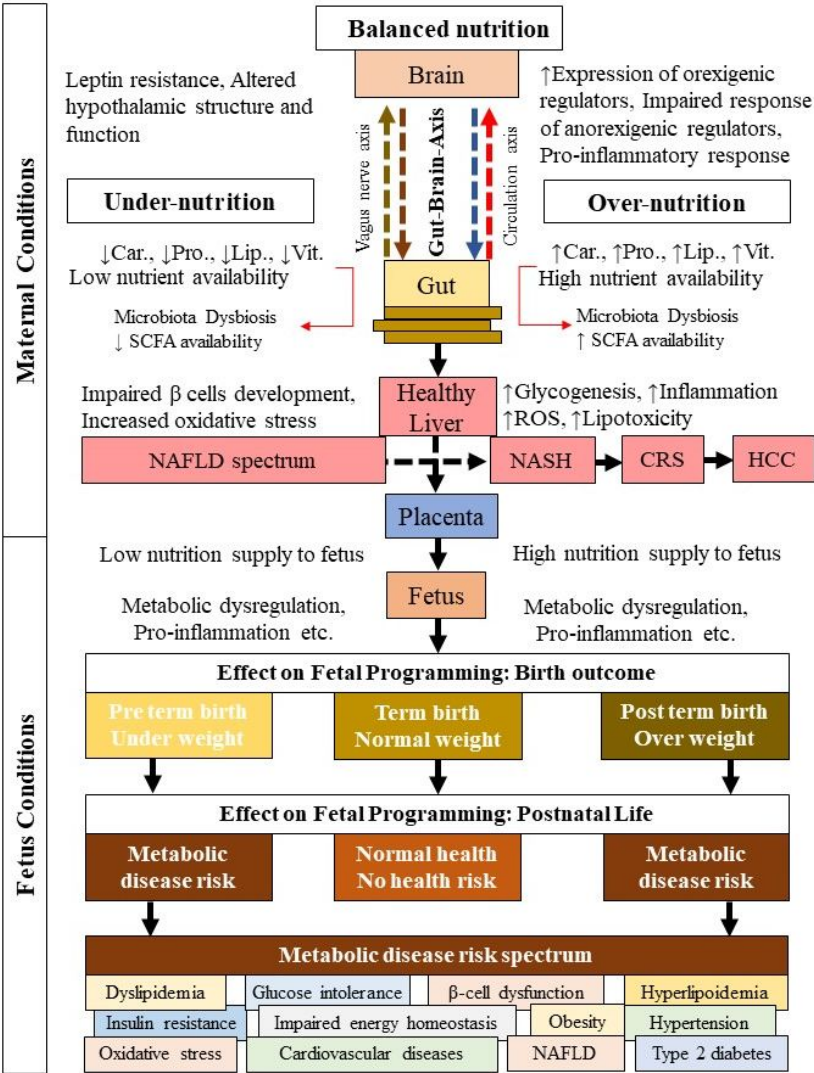 Balanced nutrition
Brain
Leptin resistance, Altered
hypothalamic structure and
function
↑Expression of orexigenic
regulators, Impaired response
of anorexigenic regulators,
Pro-inflammatory response
Vagus nerve axis
Gut-Brain-Axis
Circulation axis
Under-nutrition
Over-nutrition
↓Car., ↓Pro., ↓Lip., ↓Vit.
Low nutrient availability
↑Car., ↑Pro., ↑Lip., ↑Vit.
High nutrient availability
Gut
Microbiota Dysbiosis
↓ SCFA availability
Microbiota Dysbiosis
↑ SCFA availability
Maternal Conditions
Impaired β cells development,
Increased oxidative stress
Healthy
Liver
↑Glycogenesis, ↑Inflammation
↑ROS, ↑Lipotoxicity
NAFLD spectrum
NASH
CRS
HCC
Placenta
Low nutrition supply to fetus
High nutrition supply to fetus
Fetus
Metabolic dysregulation,
Pro-inflammation etc.
Metabolic dysregulation,
Pro-inflammation etc.
Fetus Conditions
Effect on Fetal Programming: Birth outcome
Pre term birth
Under weight
Term birth
Normal weight
Post term birth
Over weight
Effect on Fetal Programming: Postnatal Life
Metabolic
disease risk
Normal health
No health risk
Metabolic
disease risk
Metabolic disease risk spectrum
Dyslipidemia
Glucose intolerance
β-cell dysfunction
Hyperlipoidemia
Insulin resistance
Impaired energy homeostasis
Obesity
Hypertension
Oxidative stress
Cardiovascular diseases
NAFLD
Type 2 diabetes